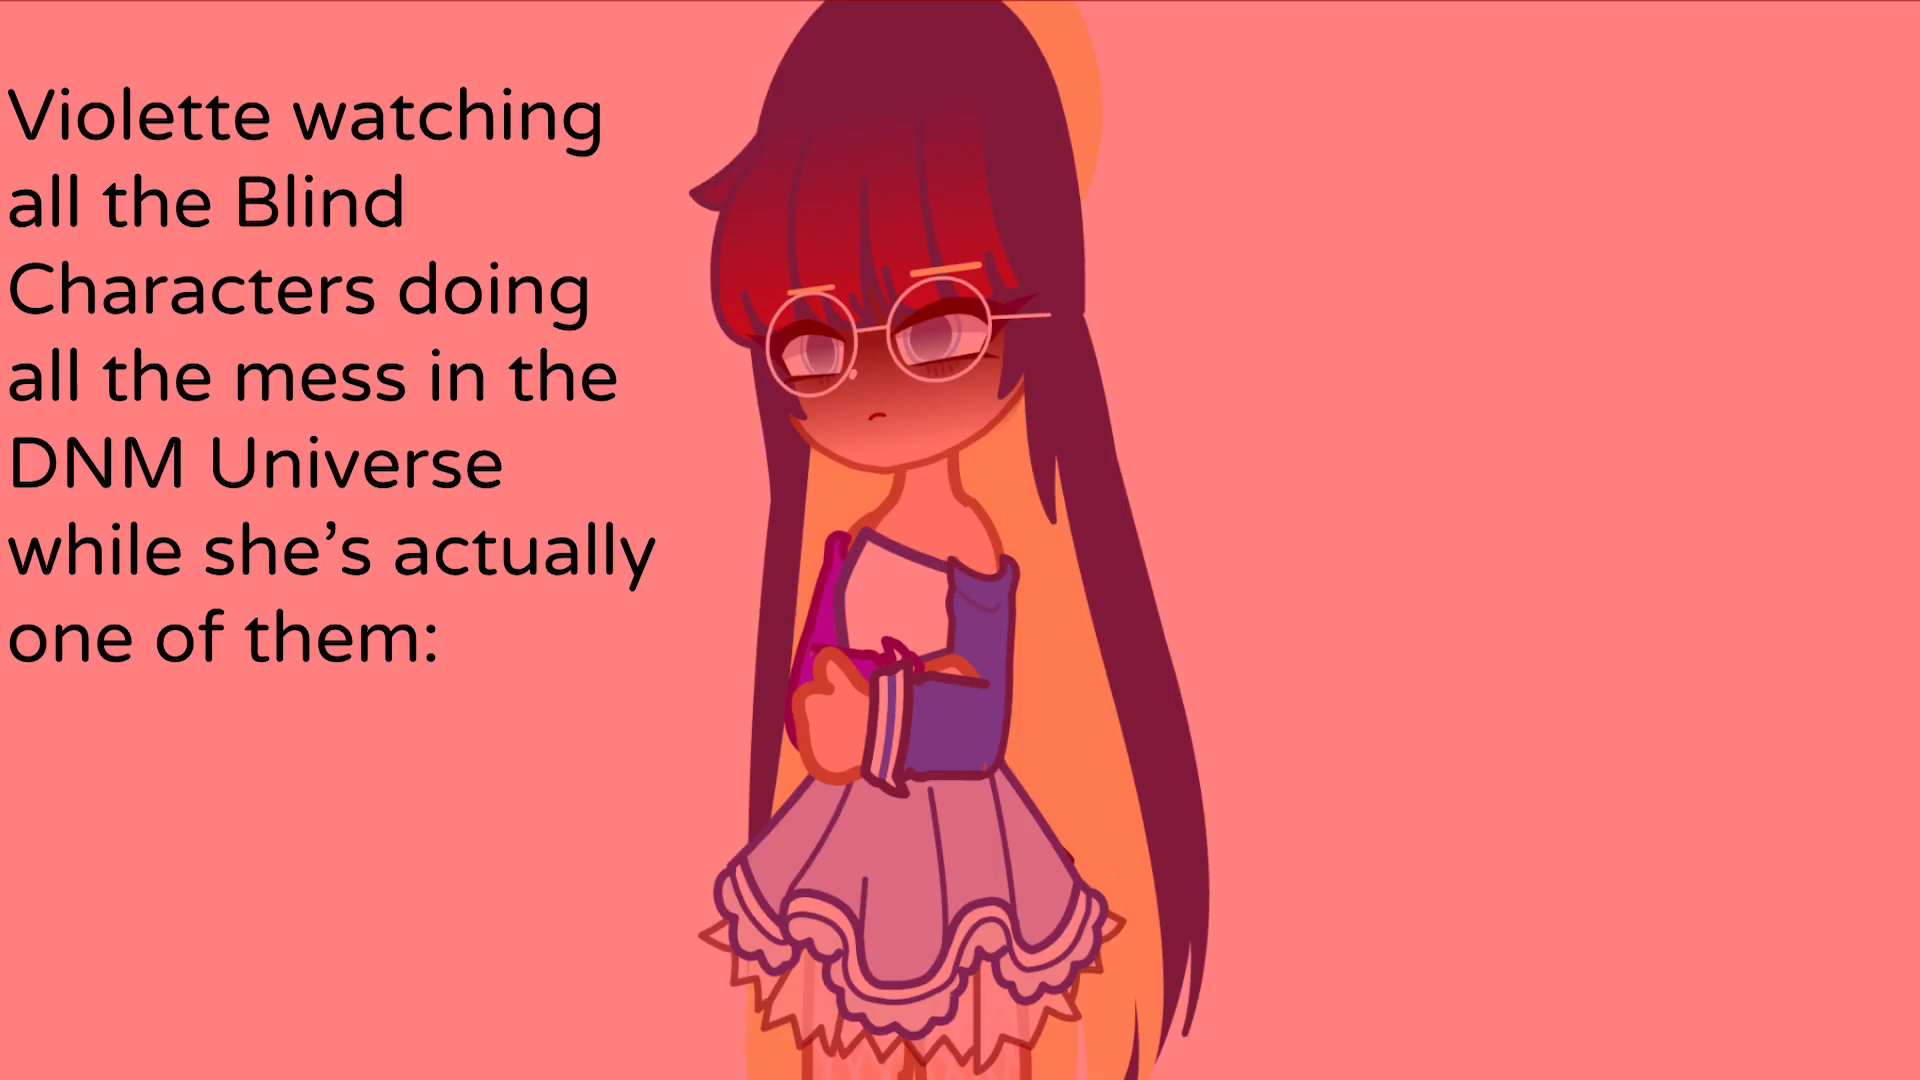 Violette watching
all the Blind
Characters doing
all the mess in the
DNM Universe
while she’s actually
one of them: